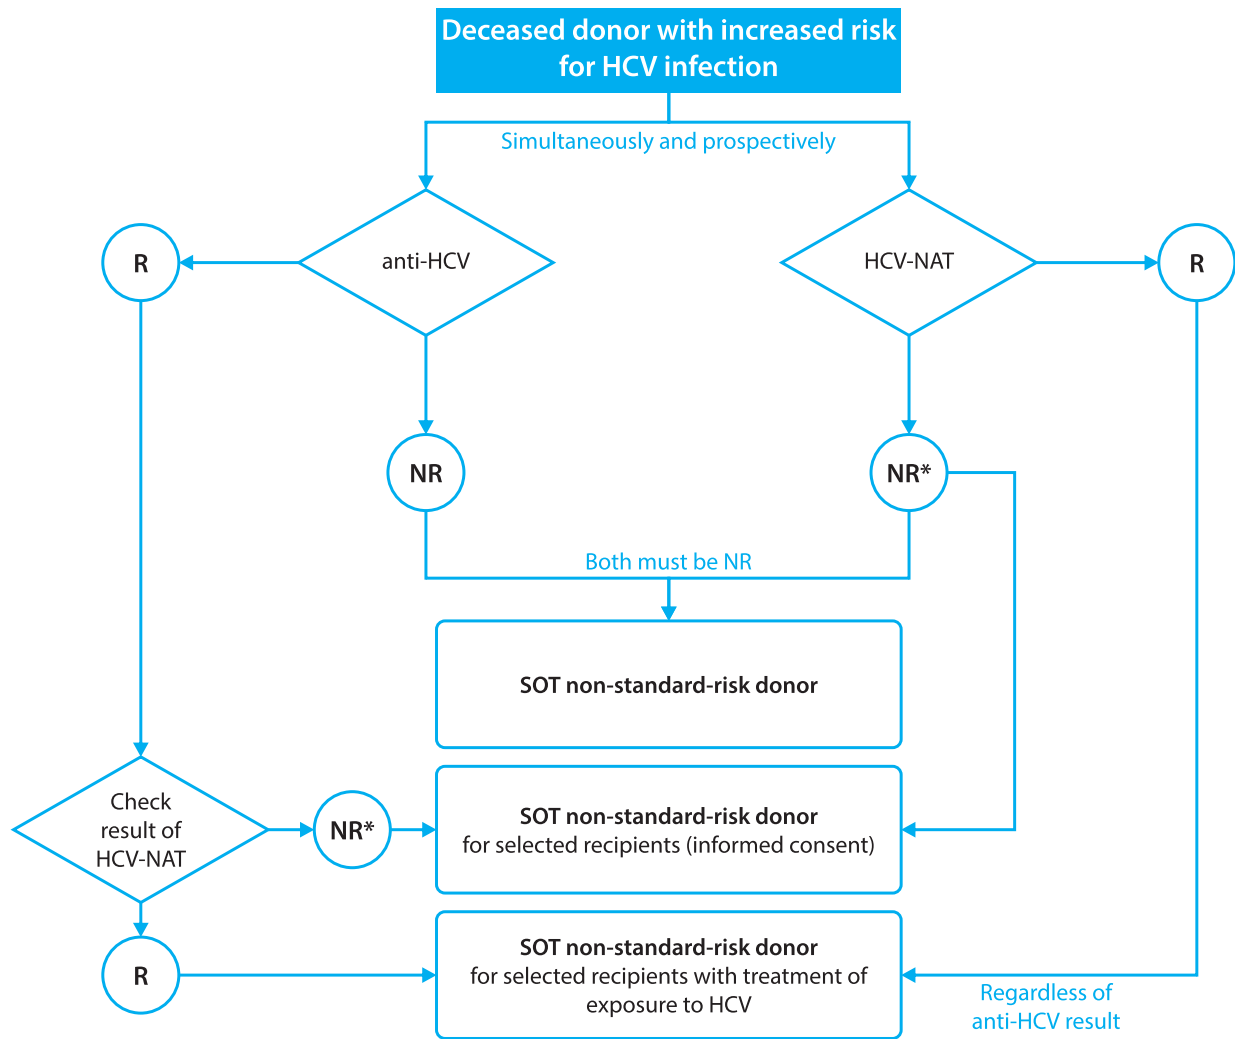 Deceased donor with increased risk
for HCV infection
Simultaneously and prospectively
R
anti-HCV
HCV-NAT
R
NR
NR*
Both must be NR
SOT non-standard-risk donor
Check
result of
HCV-NAT
NR*
SOT non-standard-risk donor
for selected recipients (informed consent)
R
SOT non-standard-risk donor
for selected recipients with treatment of
exposure to HCV
Regardless of
anti-HCV result